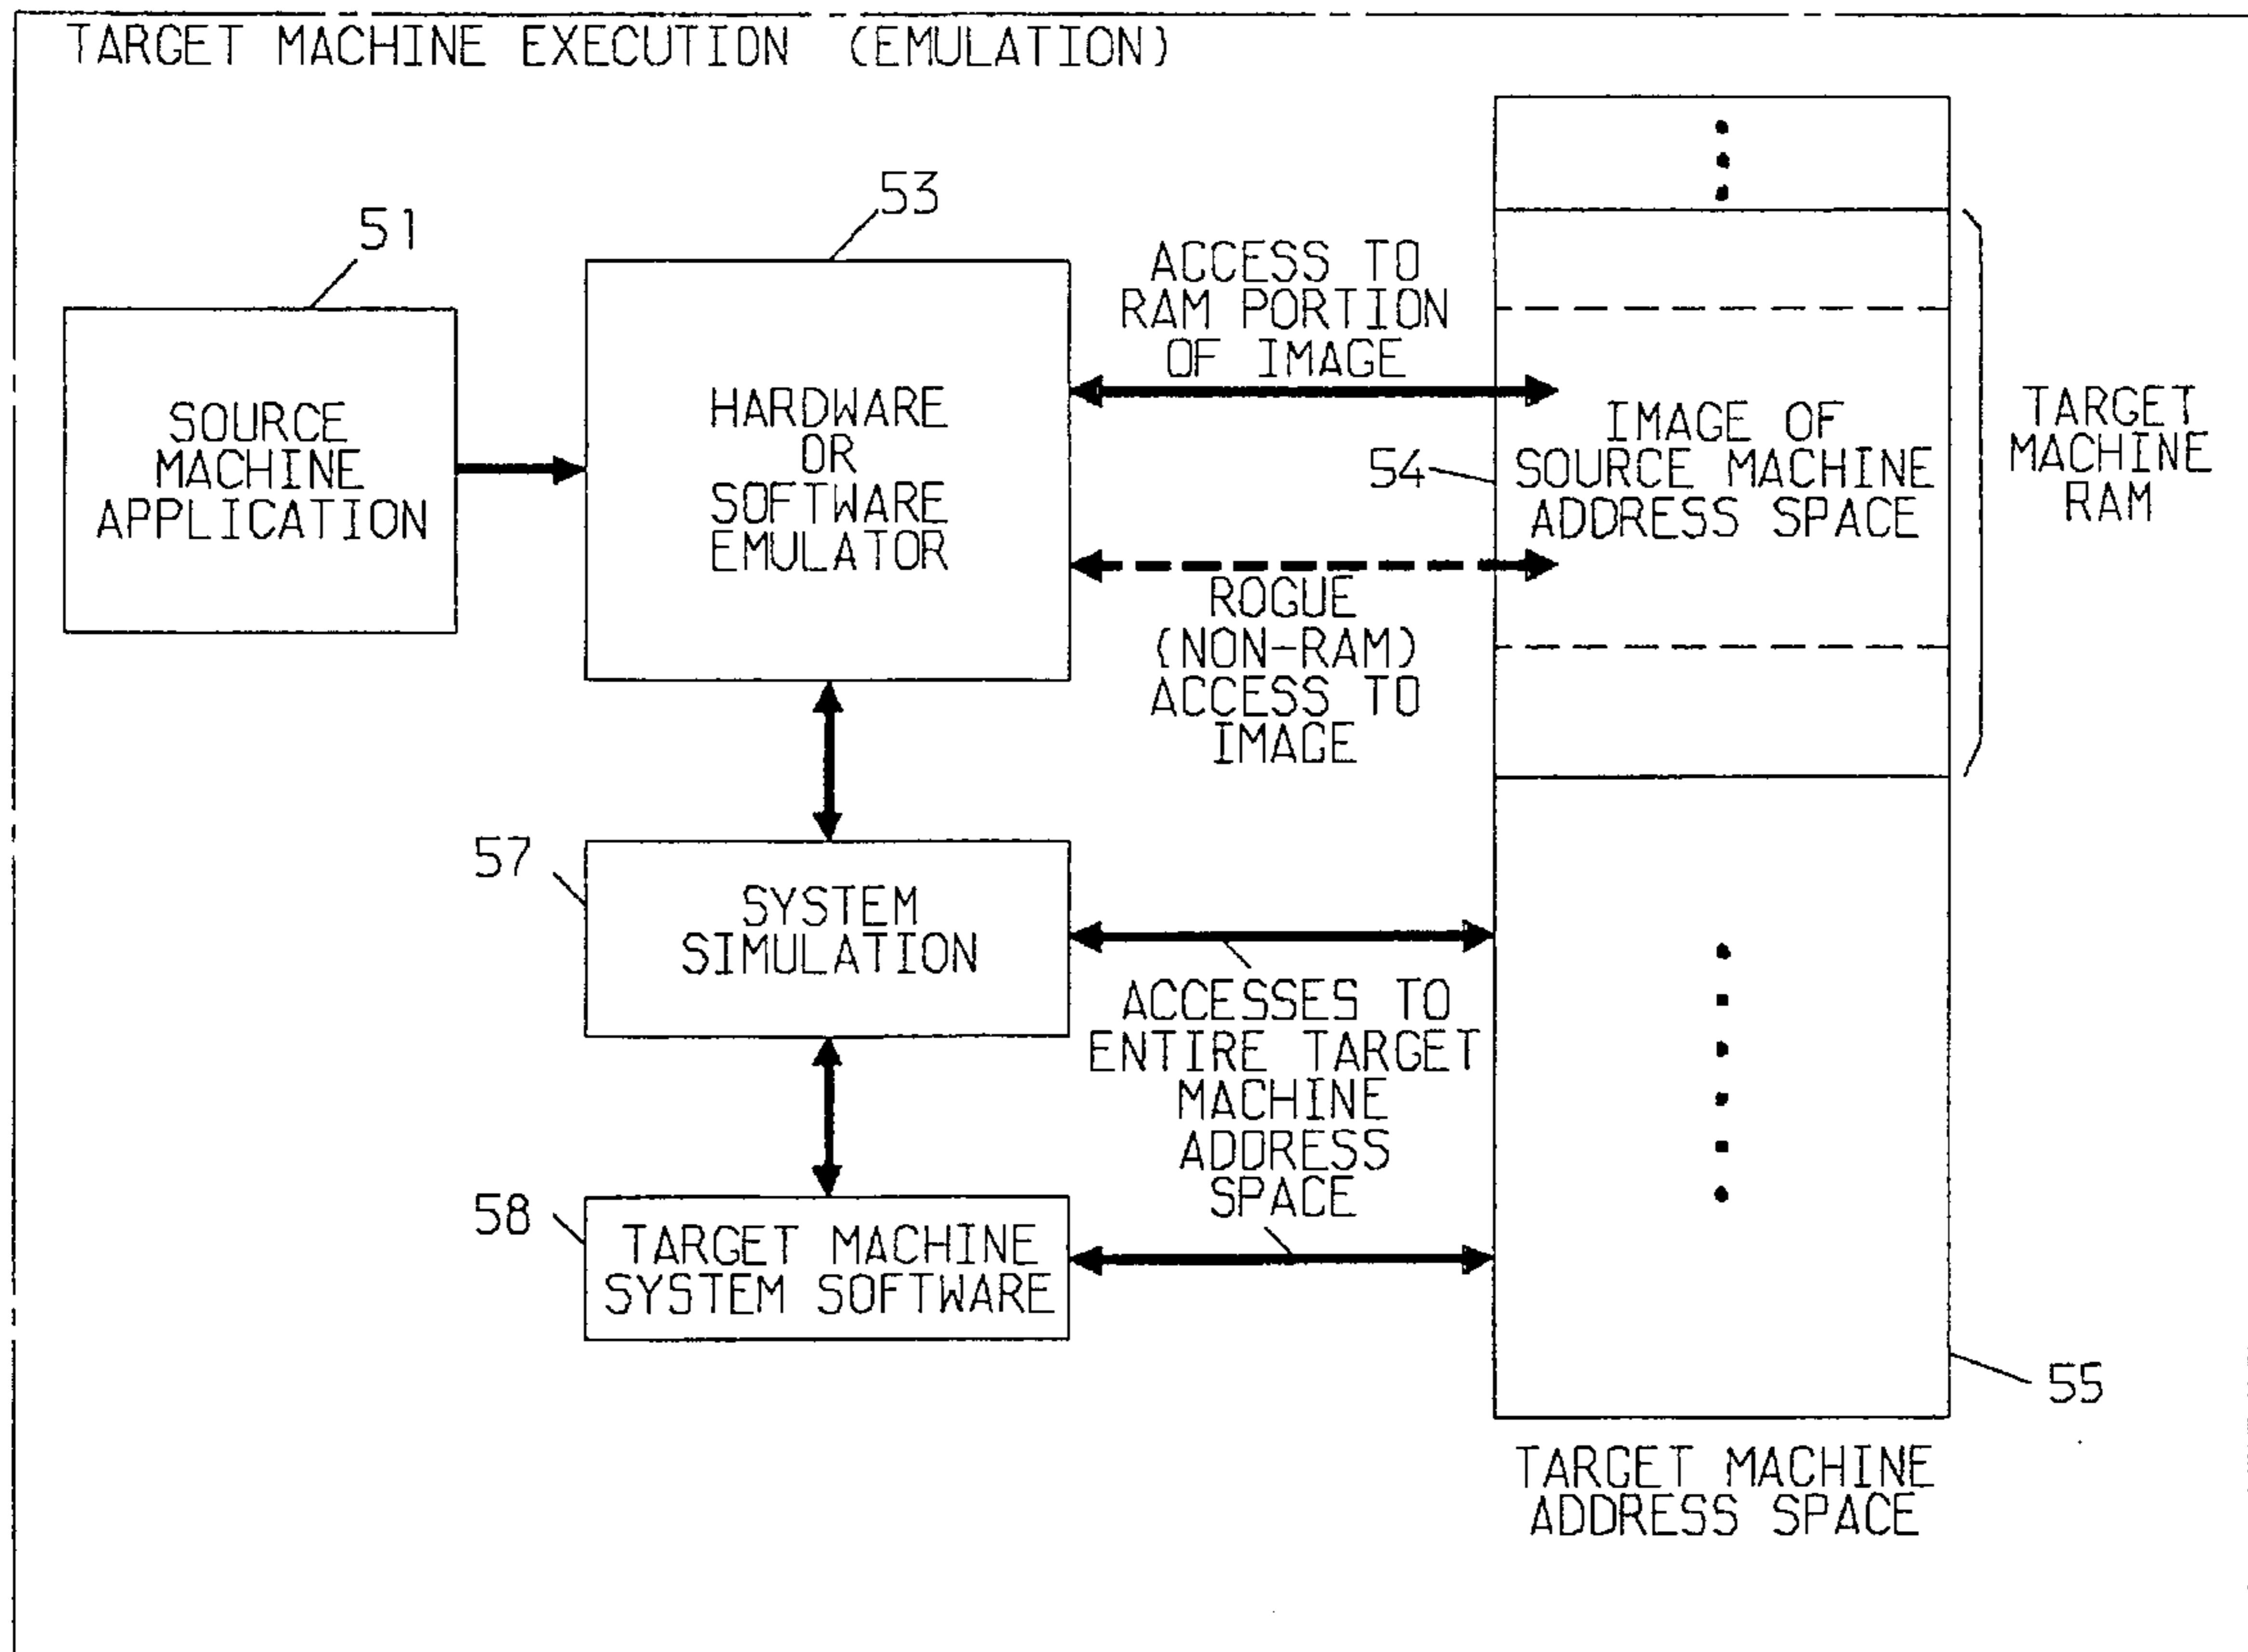 TARGET MACHINE EXECUTION (EMULATION)
51
53
SOURCE
MACHINE
APPLICATION
HARDWARE
OR
SOFTWARE
EMULATOR
ACCESS TO
RAM PORTION
OF IMAGE
54
IMAGE OF
SOURCE MACHINE
ADDRESS SPACE
TARGET
MACHINE
RAM
ROGUE
(NON-RAM)
ACCESS TO
IMAGE
57
SYSTEM
SIMULATION
ACCESSES TO
ENTIRE TARGET
MACHINE
ADDRESS
SPACE
58
TARGET MACHINE
SYSTEM SOFTWARE
55
TARGET MACHINE
ADDRESS SPACE